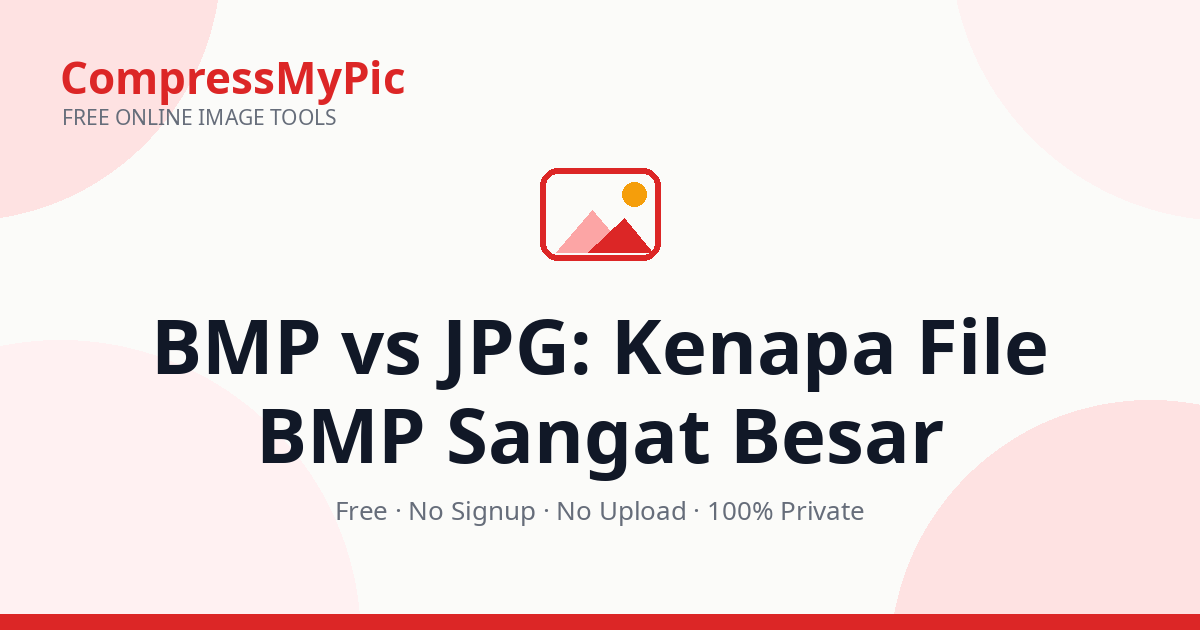 CompressMyPic
FREE ONLINE IMAGE TOOLS
BMP vs JPG: Kenapa File
BMP Sangat Besar
Free · No Signup · No Upload · 100% Private